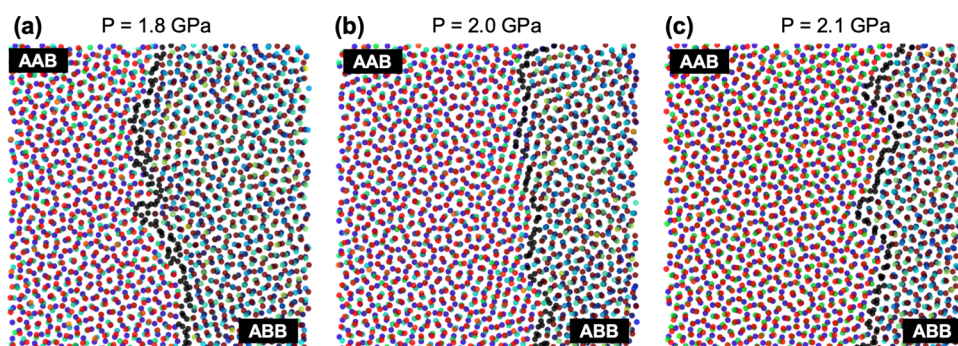 (a) P = 1.8 GPa
AAB
ABB
(b) P = 2.0 GPa
AAB
ABB
(c) P = 2.1 GPa
AAB
ABB